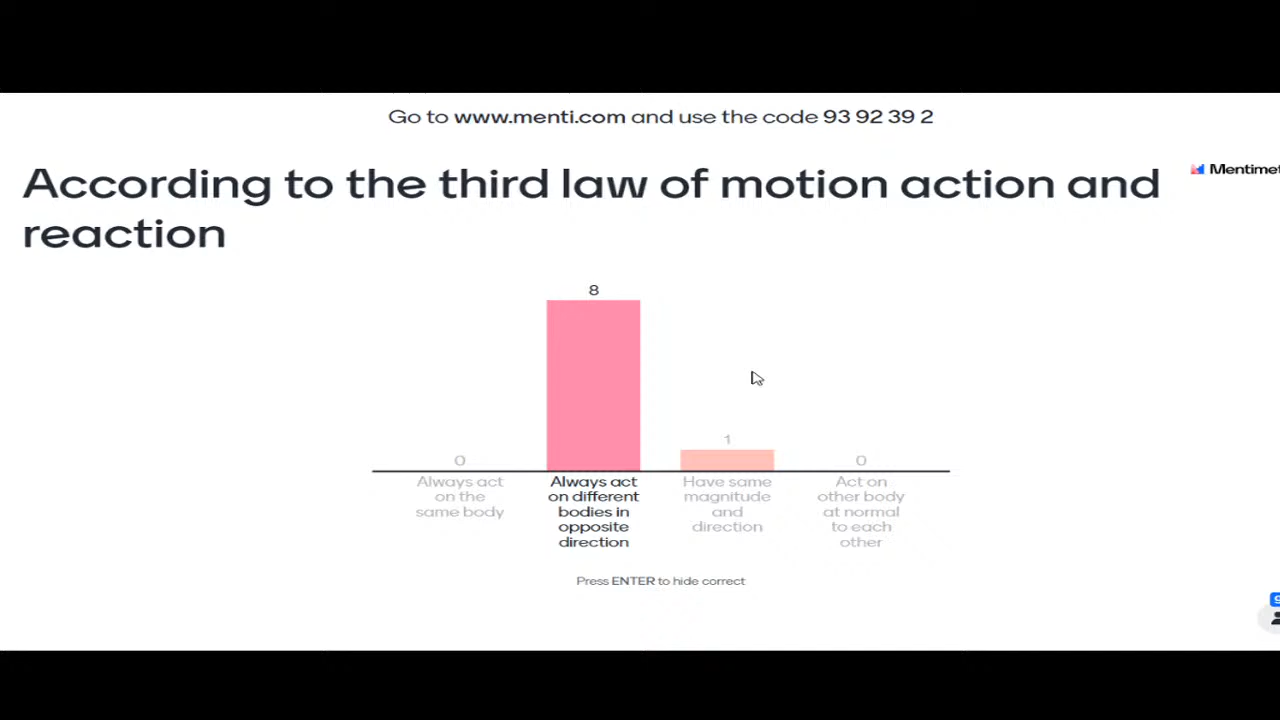 Go to www.menti.com and use the code 93 92 39 2
According to the third law of motion action and
reaction
Mentimet
8
1
0
0
Always act
on the
same body
Always act
on different
bodies in
opposite
direction
Have same
magnitude
and
direction
Act on
other body
at normal
to each
other
Press ENTER to hide correct